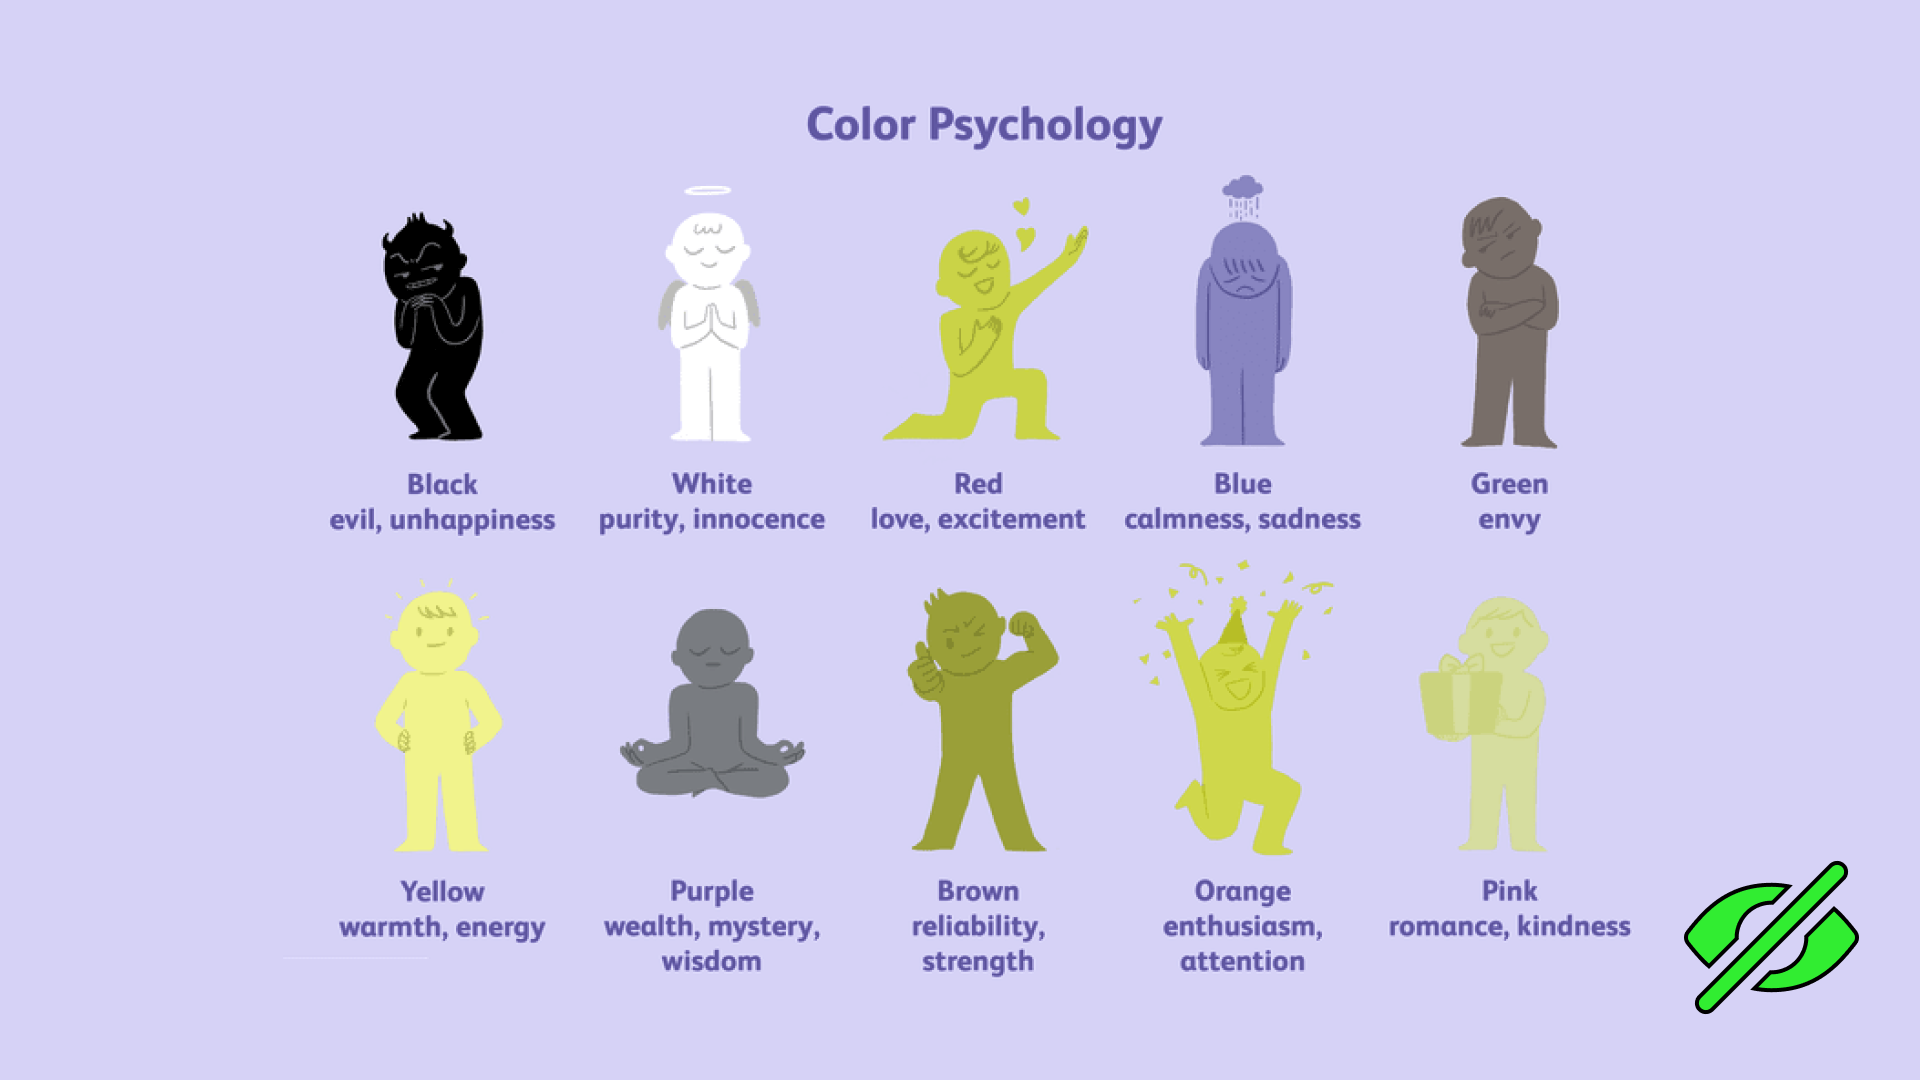 Color Psychology
Black
evil, unhappiness
White
purity, innocence
Red
love, excitement
Blue
calmness, sadness
Green
envy
Yellow
warmth, energy
Purple
wealth, mystery,
wisdom
Brown
reliability,
strength
Orange
enthusiasm,
attention
Pink
romance, kindness